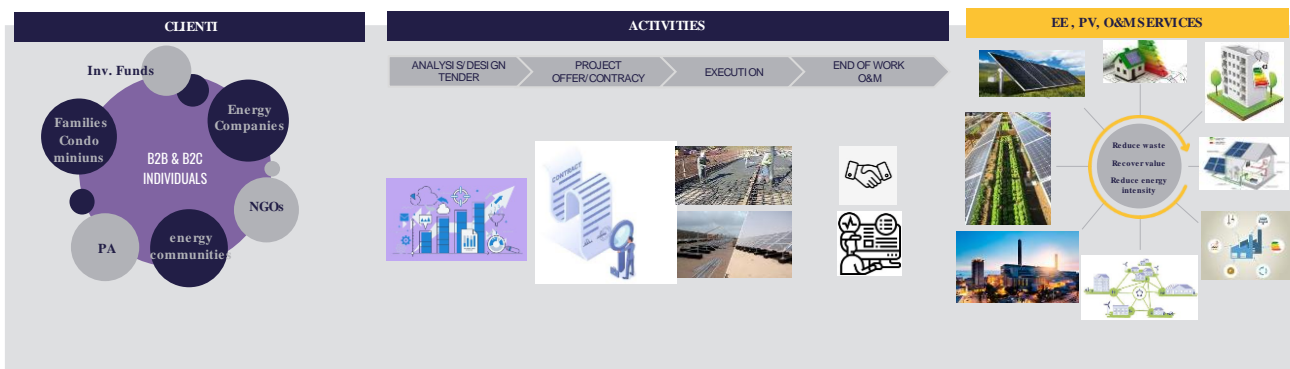 CLIENTI
Inv. Funds
Families
Condo
miniuns
Energy
Companies
B2B & B2C
INDIVIDUALS
NGOs
PA
energy
communities
ACTIVITIES
ANALYSIS/DESIGN
TENDER
PROJECT
OFFER/CONTRACY
EXECUTION
END OF WORK
O&M
CONTRACT
EE, PV, O&M SERVICES
Reduce waste
Recover value
Reduce energy
intensity